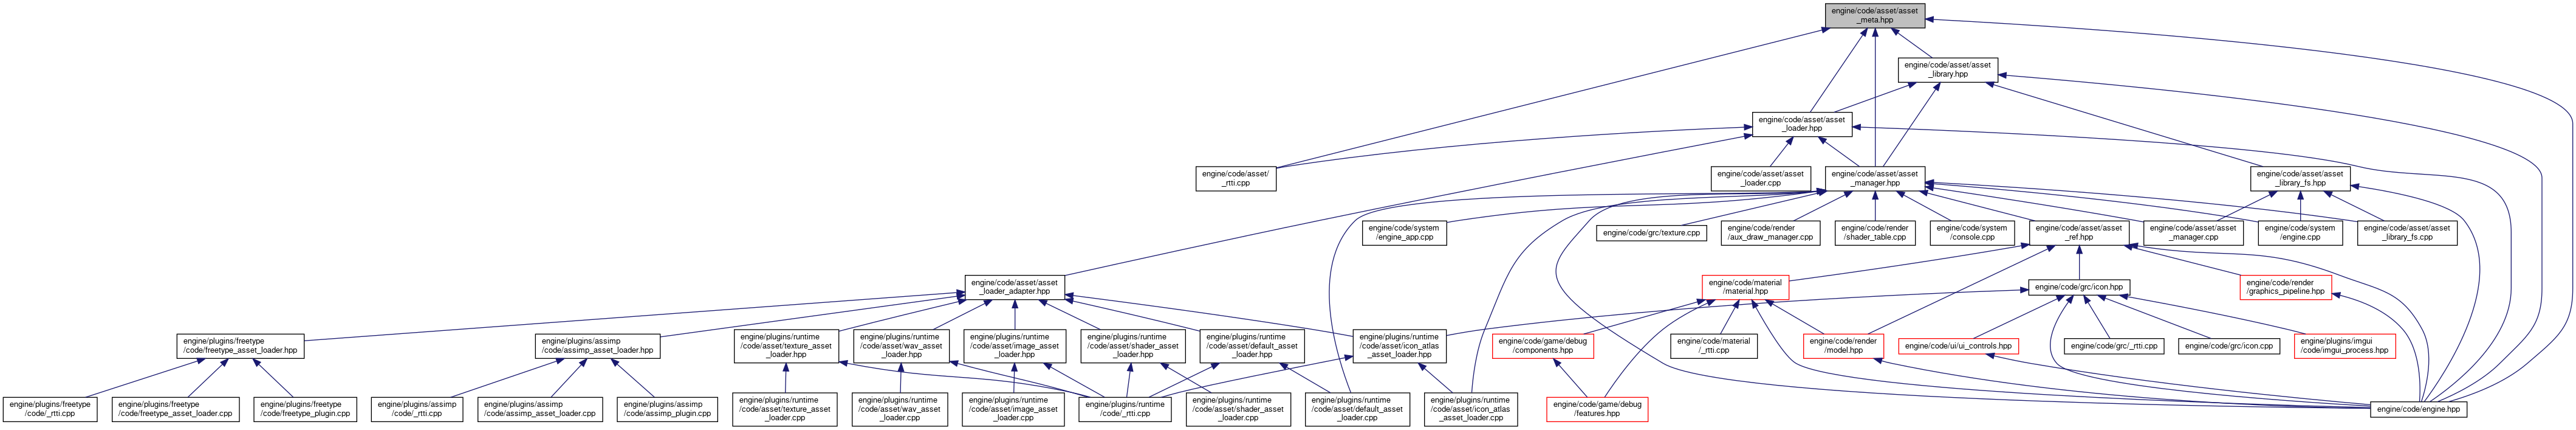 engine/code/asset/asset
_meta.hpp
engine/code/asset/asset
_library.hpp
engine/code/asset/asset
_loader.hpp
engine/code/asset/
_rtti.cpp
engine/code/asset/asset
_loader.cpp
engine/code/asset/asset
_manager.hpp
engine/code/asset/asset
_library_fs.hpp
engine/code/system
/engine_app.cpp
engine/code/grc/texture.cpp
engine/code/render
/aux_draw_manager.cpp
engine/code/render
/shader_table.cpp
engine/code/system
/console.cpp
engine/code/asset/asset
_ref.hpp
engine/code/asset/asset
_manager.cpp
engine/code/system
/engine.cpp
engine/code/asset/asset
_library_fs.cpp
engine/code/asset/asset
_loader_adapter.hpp
engine/code/material
/material.hpp
engine/code/grc/icon.hpp
engine/code/render
/graphics_pipeline.hpp
engine/plugins/freetype
/code/freetype_asset_loader.hpp
engine/plugins/assimp
/code/assimp_asset_loader.hpp
engine/plugins/runtime
/code/asset/texture_asset
_loader.hpp
engine/plugins/runtime
/code/asset/wav_asset
_loader.hpp
engine/plugins/runtime
/code/asset/image_asset
_loader.hpp
engine/plugins/runtime
/code/asset/shader_asset
_loader.hpp
engine/plugins/runtime
/code/asset/default_asset
_loader.hpp
engine/plugins/runtime
/code/asset/icon_atlas
_asset_loader.hpp
engine/code/game/debug
/components.hpp
engine/code/material
/_rtti.cpp
engine/code/render
/model.hpp
engine/code/ui/ui_controls.hpp
engine/code/grc/_rtti.cpp
engine/code/grc/icon.cpp
engine/plugins/imgui
/code/imgui_process.hpp
engine/plugins/freetype
/code/_rtti.cpp
engine/plugins/freetype
/code/freetype_asset_loader.cpp
engine/plugins/freetype
/code/freetype_plugin.cpp
engine/plugins/assimp
/code/_rtti.cpp
engine/plugins/assimp
/code/assimp_asset_loader.cpp
engine/plugins/assimp
/code/assimp_plugin.cpp
engine/plugins/runtime
/code/asset/texture_asset
_loader.cpp
engine/plugins/runtime
/code/asset/wav_asset
_loader.cpp
engine/plugins/runtime
/code/asset/image_asset
_loader.cpp
engine/plugins/runtime
/code/_rtti.cpp
engine/plugins/runtime
/code/asset/shader_asset
_loader.cpp
engine/plugins/runtime
/code/asset/default_asset
_loader.cpp
engine/plugins/runtime
/code/asset/icon_atlas
_asset_loader.cpp
engine/code/game/debug
/features.hpp
engine/code/engine.hpp